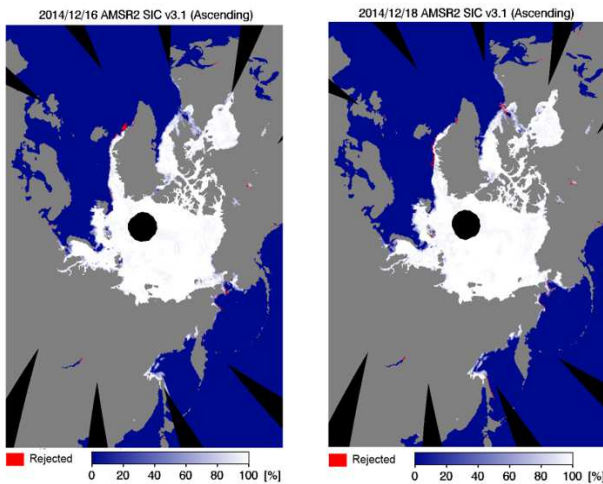 2014/12/16 AMSR2 SIC v3.1 (Ascending)
Rejected
0 20 40 60 80 100 [%]
2014/12/18 AMSR2 SIC v3.1 (Ascending)
Rejected
0 20 40 60 80 100 [%]